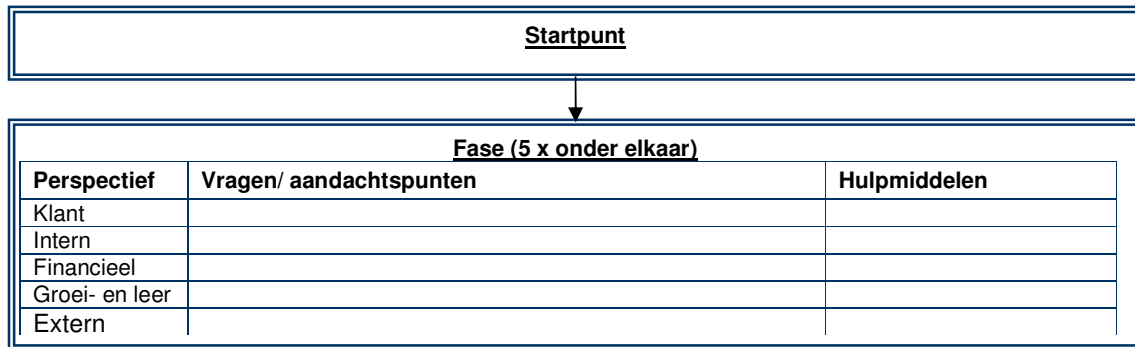 Startpunt
Fase (5 x onder elkaar)
Perspectief Vragen/ aandachtspunten Hulpmiddelen
Klant
Intern
Financieel
Groei- en leer
Extern